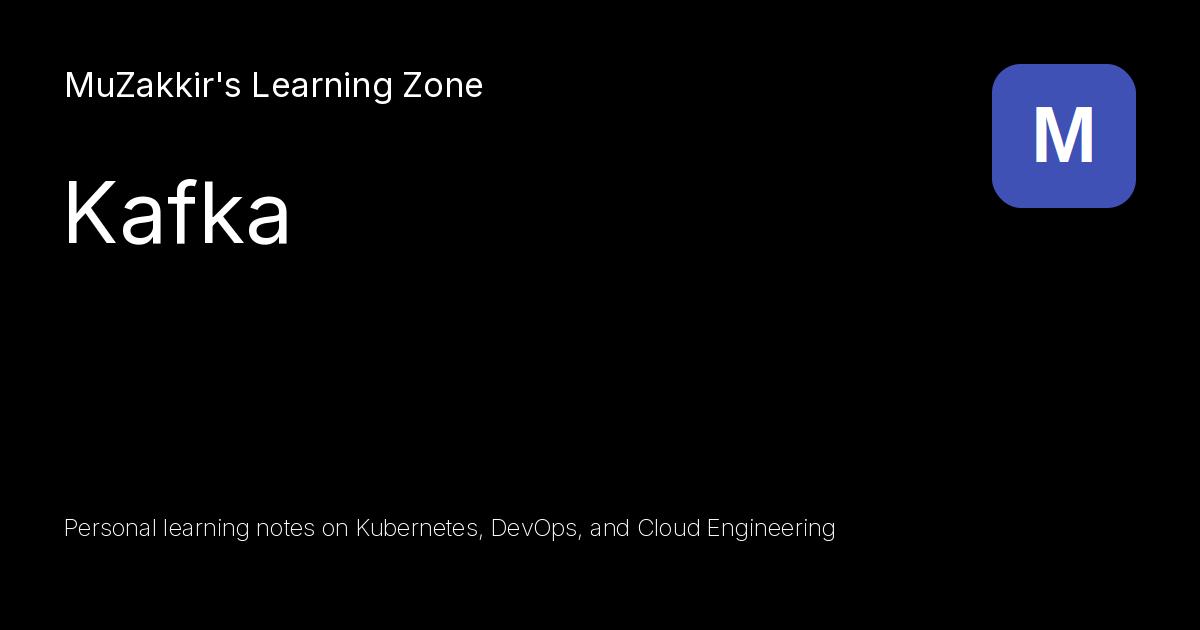 MuZakkir's Learning Zone
M
Kafka
Personal learning notes on Kubernetes, DevOps, and Cloud Engineering